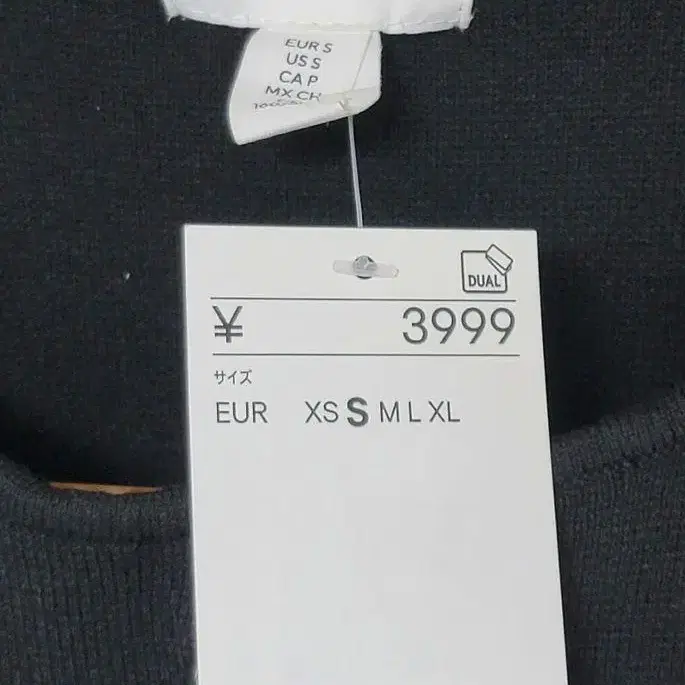 EUR S
US S
CA P
MX CH
DUAL
¥ 3999
サイズ
EUR XS S M L XL